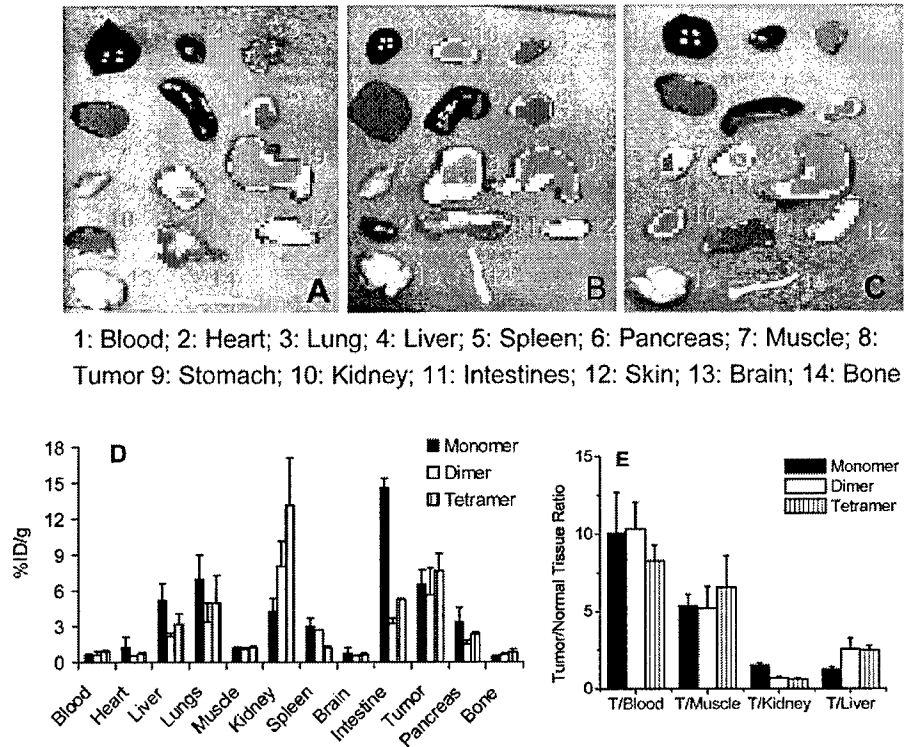 A
B
C
1: Blood; 2: Heart; 3: Lung; 4: Liver; 5: Spleen; 6: Pancreas; 7: Muscle; 8:
Tumor 9: Stomach; 10: Kidney; 11: Intestines; 12: Skin; 13: Brain; 14: Bone
D
Monomer
Dimer
Tetramer
%ID/g
18
15
12
9
6
3
0
Blood
Heart
Liver
Lungs
Muscle
Kidney
Spleen
Brain
Intestine
Tumor
Pancreas
Bone
E
Monomer
Dimer
Tetramer
Tumor/Normal Tissue Ratio
15
10
5
0
T/Blood
T/Muscle
T/Kidney
T/Liver